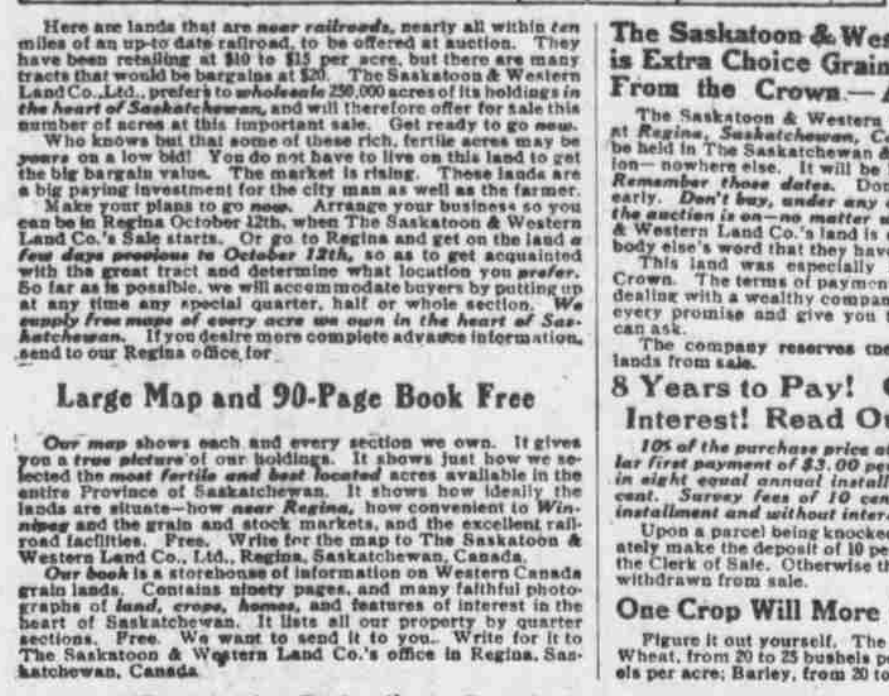 Here are lands that are near railroads, nearly all within ten
miles of an up-to date railroad, to be offered at auction. They
have been retailing at $10 to $15 per acre, but there are many
tracts that would be bargains at $20. The Saskatoon & Western
Land Co., Ltd., prefers to wholesale 250,000 acres of its holdings in
the heart of Saskatchewan, and will therefore offer for sale this
number of acres at this important sale. Get ready to go now.
Who knows but that some of these rich, fertile acres may be
yours on a low bid! You do not have to live on this land to get
the big bargain value. The market is rising. These lands are
a big paying investment for the city man as well as the farmer.
Make your plans to go now. Arrange your business so you
can be in Regina October 12th, when The Saskatoon & Western
Land Co.'s Sale starts. Or go to Regina and get on the land a
few days previous to October 12th, so as to get acquainted
with the great tract and determine what location you prefer.
So far as is possible, we will accommodate buyers by putting up
at any time any special quarter, half or whole section. We
supply free maps of every acre we own in the heart of Sas-
katchewan. If you desire more complete advance information,
send to our Regina office for
Large Map and 90-Page Book Free
Our map shows each and every section we own. It gives
you a true picture of our holdings. It shows just how we se-
lected the most fertile and best located acres available in the
entire Province of Saskatchewan. It shows how ideally the
lands are situate—how near Regina, how convenient to Win-
nipeg and the grain and stock markets, and the excellent rail-
road facilities. Free. Write for the map to The Saskatoon &
Western Land Co., Ltd., Regina, Saskatchewan, Canada.
Our book is a storehouse of information on Western Canada
grain lands. Contains ninety pages, and many faithful photo-
graphs of land, crops, homes, and features of interest in the
heart of Saskatchewan. It lists all our property by quarter
sections. Free. We want to send it to you. Write for it to
The Saskatoon & Western Land Co.'s office in Regina, Sas-
katchewan, Canada
The Saskatoon & Wes
is Extra Choice Grain
From the Crown.—
The Saskatoon & Western
at Regina, Saskatchewan, C
be held in The Saskatchewan
ion—nowhere else. It will be
Remember those dates. Don
early. Don't buy, under any
the auction is on—no matter
& Western Land Co.'s land is
body else's word that they have
This land was especially
Crown. The terms of paymen
dealing with a wealthy compan
every promise and give you
can ask.
The company reserves the
lands from sale.
8 Years to Pay!
Interest! Read Ou
10% of the purchase price at
lar first payment of $3.00 pe
in eight equal annual install
cent. Survey fees of 10 cen
installment and without inter
Upon a parcel being knocked
ately make the deposit of 10 pe
the Clerk of Sale. Otherwise th
withdrawn from sale.
One Crop Will More
Figure it out yourself. The
Wheat, from 20 to 25 bushels pe
els per acre; Barley, from 20 to